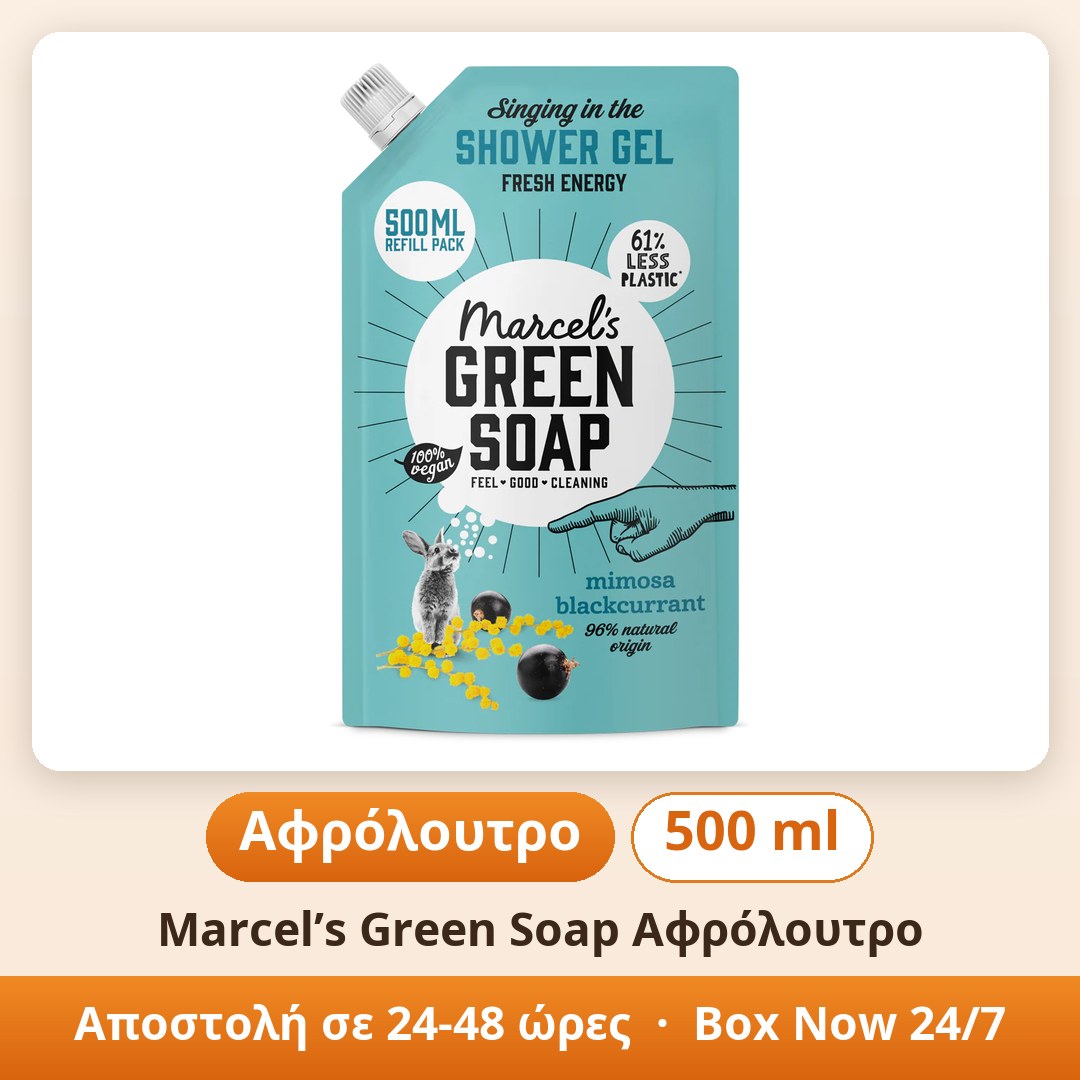 Singing in the
SHOWER GEL
FRESH ENERGY
500ML
REFILL PACK
61%
LESS
PLASTIC*
Marcel's
GREEN
SOAP
100%
vegan
FEEL ♥ GOOD ♥ CLEANING
mimosa
blackcurrant
96% natural
origin
Αφρόλουτρο
500 ml
Marcel’s Green Soap Αφρόλουτρο
Αποστολή σε 24-48 ώρες · Box Now 24/7